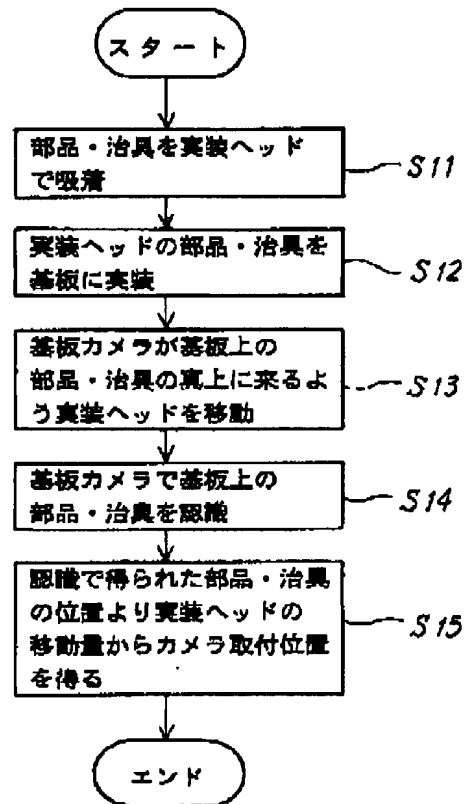 スタート
部品・治具を実装ヘッド
で吸着
S11
実装ヘッドの部品・治具を
基板に実装
S12
基板カメラが基板上の
部品・治具の真上に来るよ
う実装ヘッドを移動
S13
基板カメラで基板上の
部品・治具を認識
S14
認識で得られた部品・治具
の位置より実装ヘッドの
移動量からカメラ取付位置
を得る
S15
エンド